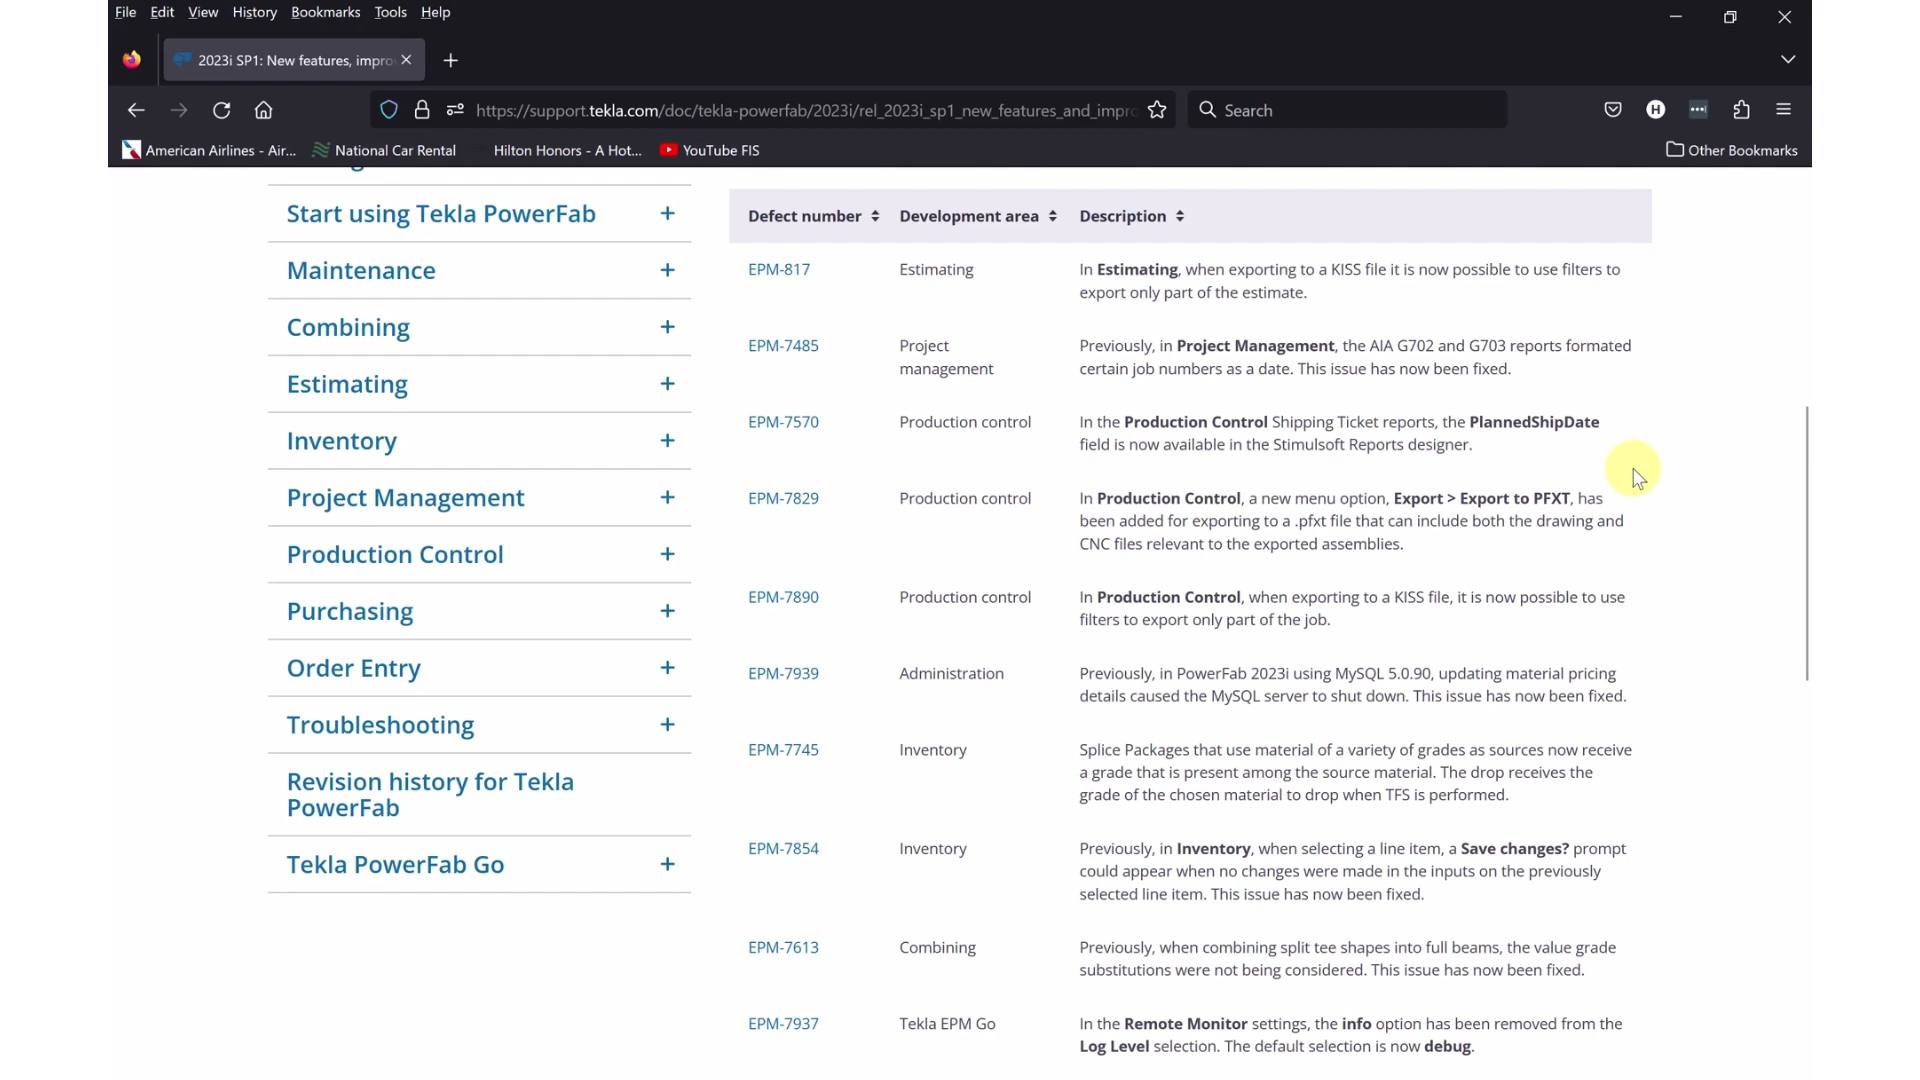 File Edit View History Bookmarks Tools Help
2023i SP1: New features, impro
https://support.tekla.com/doc/tekla-powerfab/2023i/rel_2023i_sp1_new_features_and_impro
Search
H
American Airlines - Air...
National Car Rental
Hilton Honors - A Hot...
YouTube FIS
Other Bookmarks
Start using Tekla PowerFab +
Maintenance +
Combining +
Estimating +
Inventory +
Project Management +
Production Control +
Purchasing +
Order Entry +
Troubleshooting +
Revision history for Tekla
PowerFab
Tekla PowerFab Go +
Defect number Development area Description
EPM-817 Estimating In Estimating, when exporting to a KISS file it is now possible to use filters to
export only part of the estimate.
EPM-7485 Project Previously, in Project Management, the AIA G702 and G703 reports formated
management certain job numbers as a date. This issue has now been fixed.
EPM-7570 Production control In the Production Control Shipping Ticket reports, the PlannedShipDate
field is now available in the Stimulsoft Reports designer.
EPM-7829 Production control In Production Control, a new menu option, Export > Export to PFXT, has
been added for exporting to a .pfxt file that can include both the drawing and
CNC files relevant to the exported assemblies.
EPM-7890 Production control In Production Control, when exporting to a KISS file, it is now possible to use
filters to export only part of the job.
EPM-7939 Administration Previously, in PowerFab 2023i using MySQL 5.0.90, updating material pricing
details caused the MySQL server to shut down. This issue has now been fixed.
EPM-7745 Inventory Splice Packages that use material of a variety of grades as sources now receive
a grade that is present among the source material. The drop receives the
grade of the chosen material to drop when TFS is performed.
EPM-7854 Inventory Previously, in Inventory, when selecting a line item, a Save changes? prompt
could appear when no changes were made in the inputs on the previously
selected line item. This issue has now been fixed.
EPM-7613 Combining Previously, when combining split tee shapes into full beams, the value grade
substitutions were not being considered. This issue has now been fixed.
EPM-7937 Tekla EPM Go In the Remote Monitor settings, the info option has been removed from the
Log Level selection. The default selection is now debug.